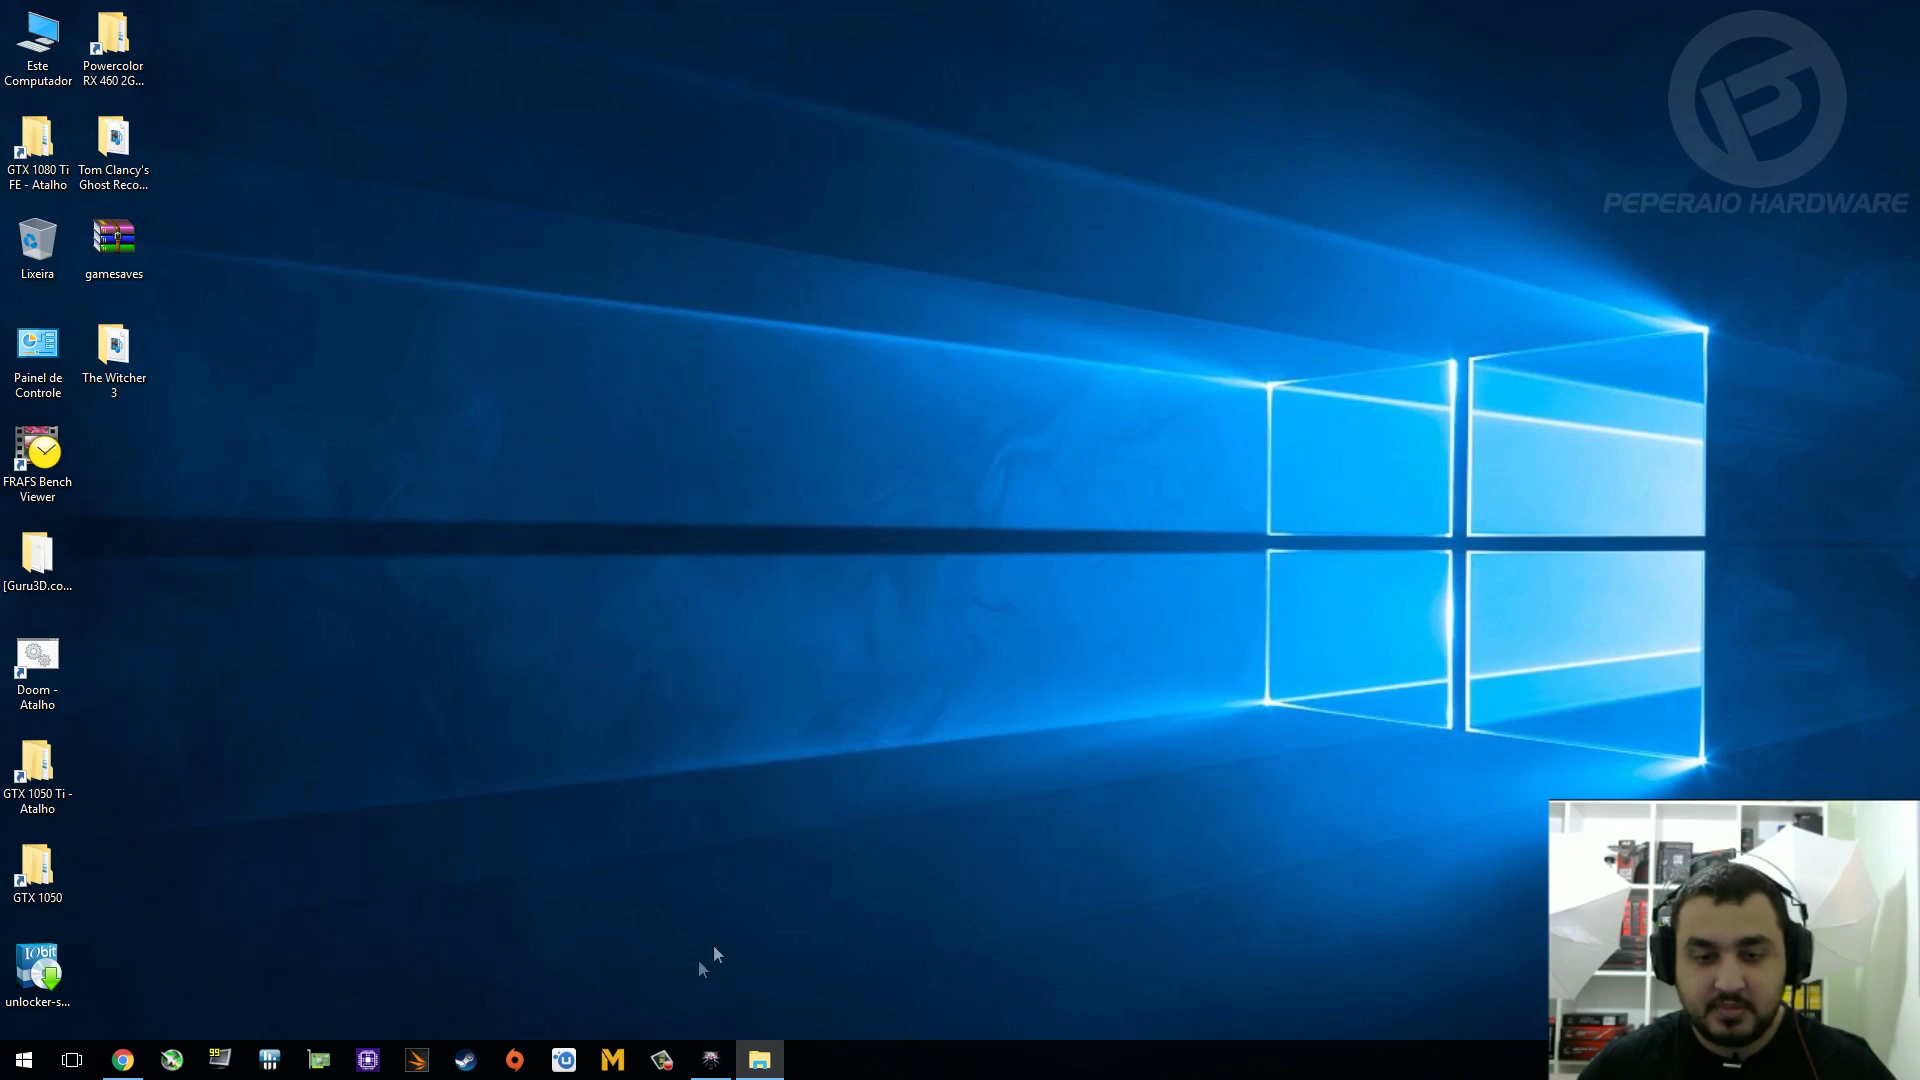 Este
Computador
Powercolor
RX 460 2G...
GTX 1080 Ti
FE - Atalho
Tom Clancy's
Ghost Reco...
Lixeira
gamesaves
Painel de
Controle
The Witcher
3
FRAFS Bench
Viewer
[Guru3D.co...
Doom -
Atalho
GTX 1050 Ti -
Atalho
GTX 1050
IObit
unlocker-s...
PEPERAIO HARDWARE
99